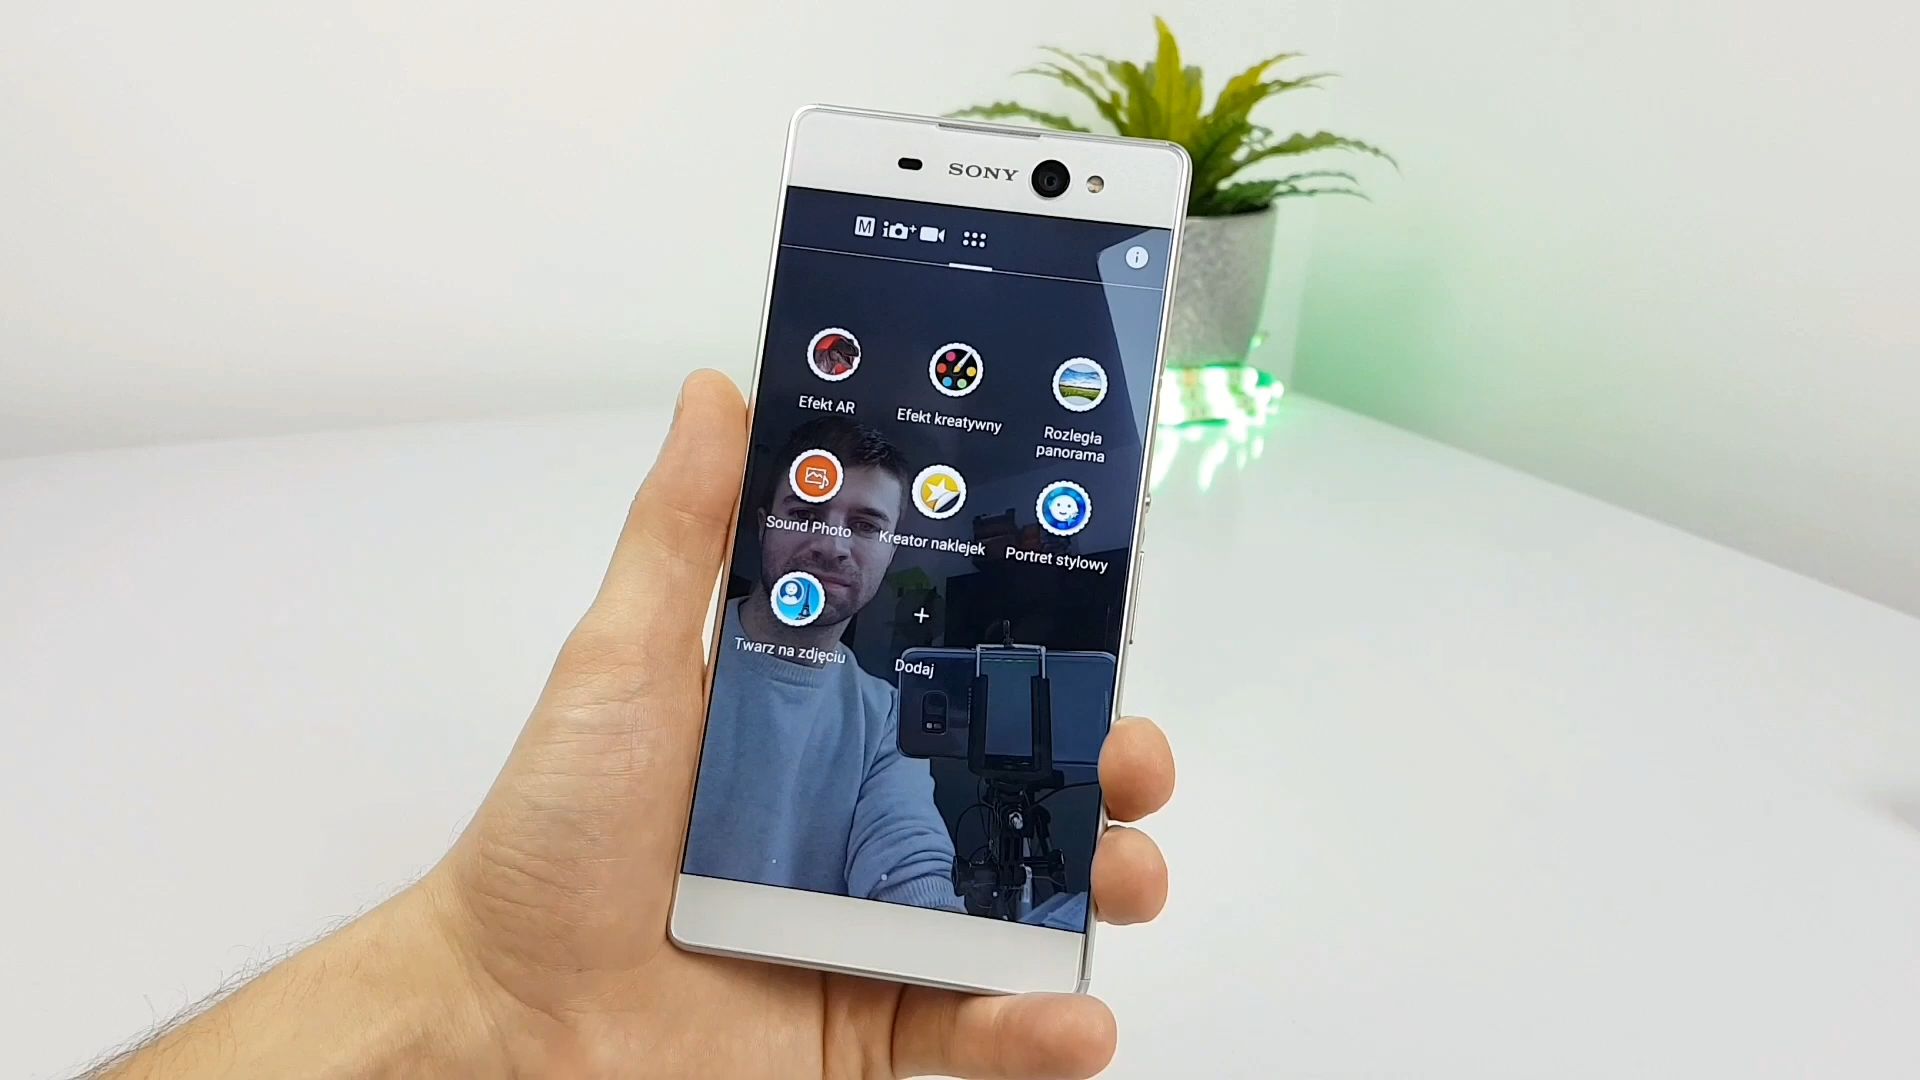 SONY
M
Efekt AR
Efekt kreatywny
Rozległa
panorama
Sound Photo
Kreator naklejek
Portret stylowy
Twarz na zdjęciu
Dodaj